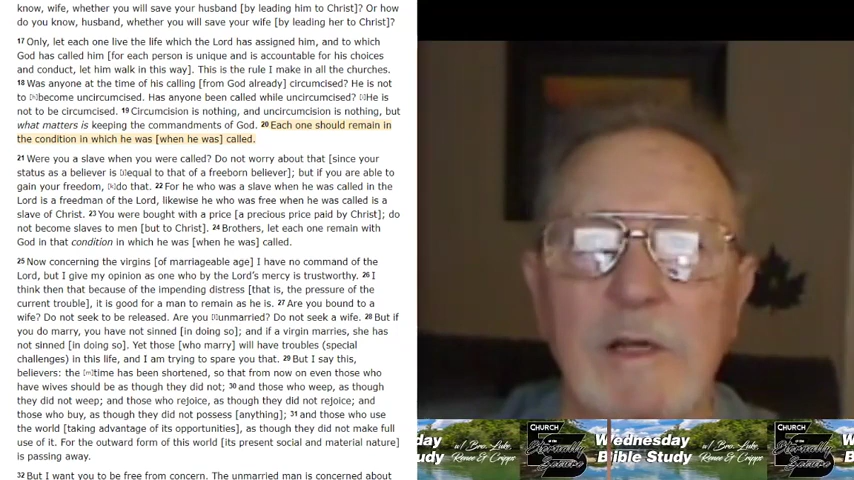 know, wife, whether you will save your husband [by leading him to Christ]? Or how
do you know, husband, whether you will save your wife [by leading her to Christ]?
17 Only, let each one live the life which the Lord has assigned him, and to which
God has called him [for each person is unique and is accountable for his choices
and conduct, let him walk in this way]. This is the rule I make in all the churches.
18 Was anyone at the time of his calling [from God already] circumcised? He is not
to become uncircumcised. Has anyone been called while uncircumcised? He is
not to be circumcised. 19 Circumcision is nothing, and uncircumcision is nothing, but
what matters is keeping the commandments of God. 20 Each one should remain in
the condition in which he was [when he was] called.
21 Were you a slave when you were called? Do not worry about that [since your
status as a believer is equal to that of a freeborn believer]; but if you are able to
gain your freedom, do that. 22 For he who was a slave when he was called in the
Lord is a freedman of the Lord, likewise he who was free when he was called is a
slave of Christ. 23 You were bought with a price [a precious price paid by Christ]; do
not become slaves to men [but to Christ]. 24 Brothers, let each one remain with
God in that condition in which he was [when he was] called.
25 Now concerning the virgins [of marriageable age] I have no command of the
Lord, but I give my opinion as one who by the Lord's mercy is trustworthy. 26 I
think then that because of the impending distress [that is, the pressure of the
current trouble], it is good for a man to remain as he is. 27 Are you bound to a
wife? Do not seek to be released. Are you unmarried? Do not seek a wife. 28 But if
you do marry, you have not sinned [in doing so]; and if a virgin marries, she has
not sinned [in doing so]. Yet those [who marry] will have troubles (special
challenges) in this life, and I am trying to spare you that. 29 But I say this,
believers: the [m]time has been shortened, so that from now on even those who
have wives should be as though they did not; 30 and those who weep, as though
they did not weep; and those who rejoice, as though they did not rejoice; and
those who buy, as though they did not possess [anything]; 31 and those who use
the world [taking advantage of its opportunities], as though they did not make full
use of it. For the outward form of this world [its present social and material nature]
is passing away.
32 But I want you to be free from concern. The unmarried man is concerned about
day
Study
w/ Bro. Luke,
Renee & Cripps
CHURCH
OF THE
Eternally
Secure
Wednesday
Bible Study
w/ Bro. Luke,
Renee & Cripps
CHURCH
OF THE
Eternally
Secure
We
Bib